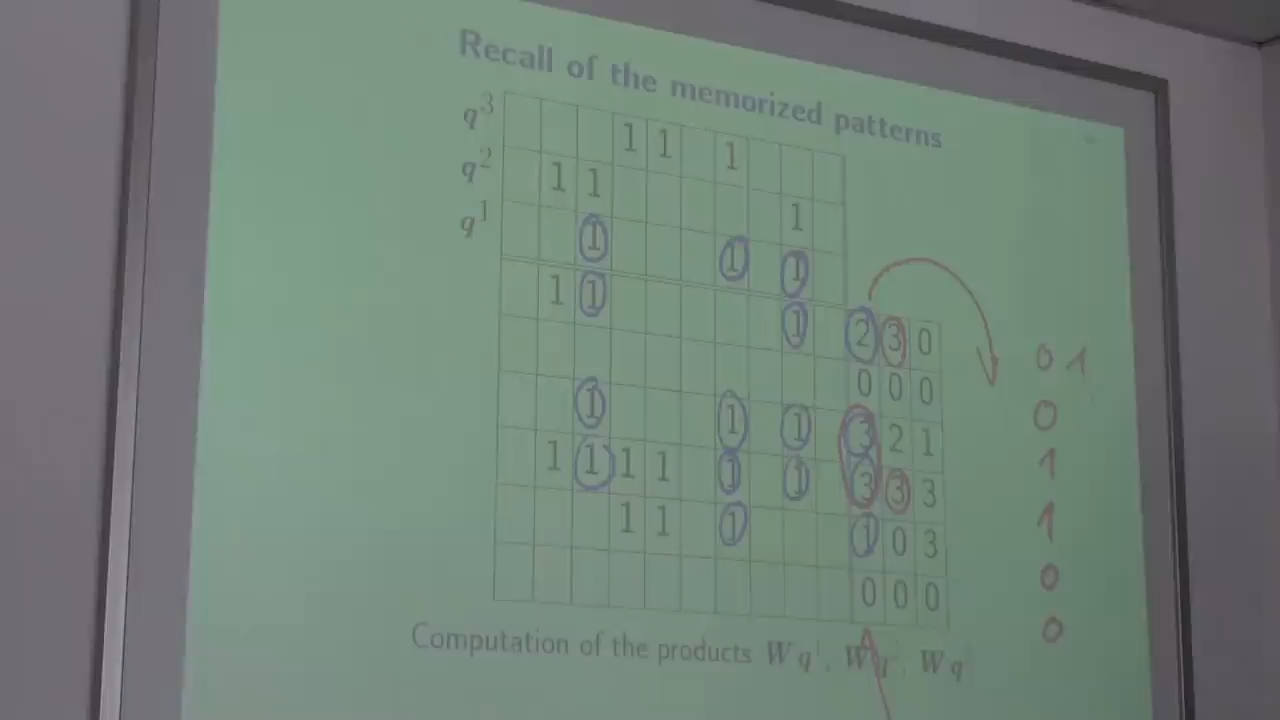 Recall of the memorized patterns
q³ 1 1 1
q² 1 1 1
q¹ 1 1 1
1 1 1 2 3 0 0 1
0 0 0 0
1 1 1 3 2 1 1
1 1 1 1 1 1 3 3 3 1
1 1 1 1 0 3 0
0 0 0 0
Computation of the products W q , W q , W q